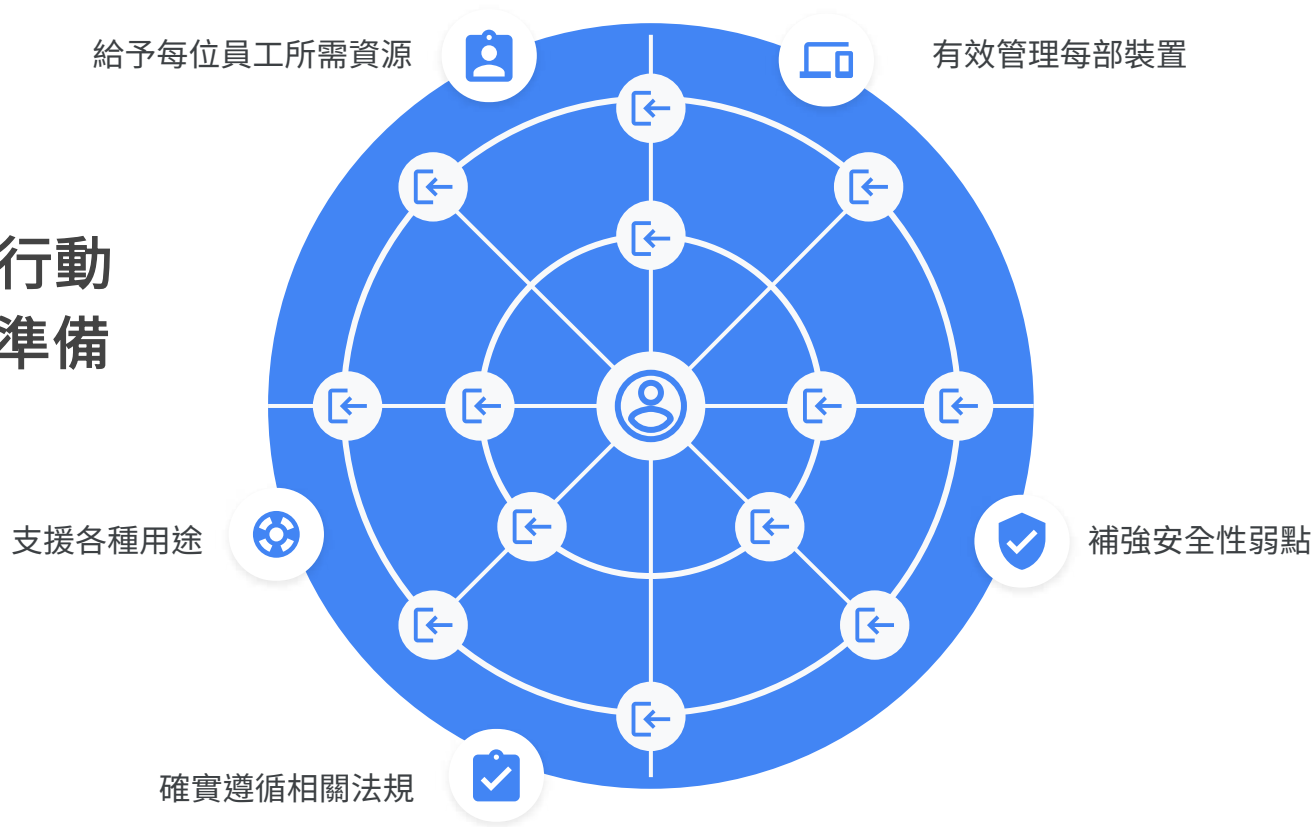 給予每位員工所需資源
有效管理每部裝置
行動
準備
支援各種用途
補強安全性弱點
確實遵循相關法規